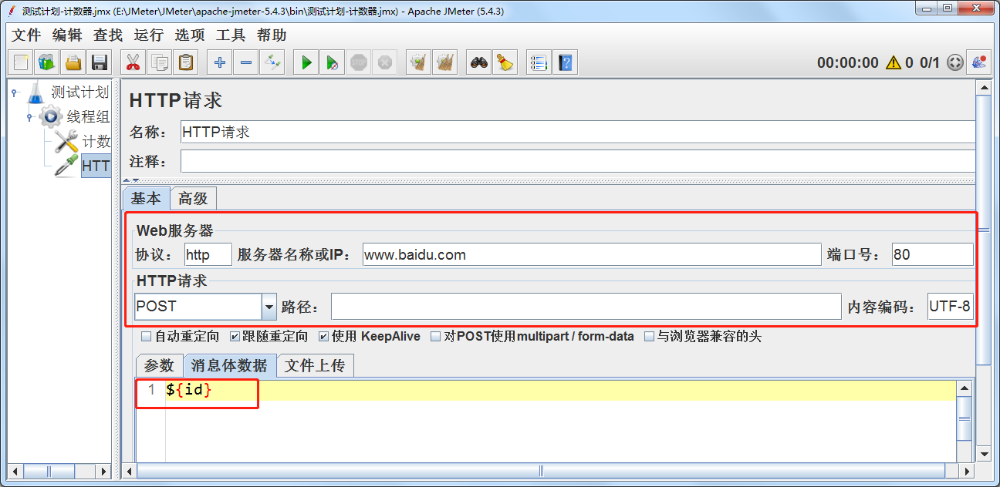 测试计划-计数器.jmx (E:\JMeter\JMeter\apache-jmeter-5.4.3\bin\测试计划-计数器.jmx) - Apache JMeter (5.4.3)
文件 编辑 查找 运行 选项 工具 帮助
00:00:00 0 0/1
测试计划
线程组
计数
HTT
HTTP请求
名称： HTTP请求
注释：
基本 高级
Web服务器
协议： http 服务器名称或IP： www.baidu.com 端口号： 80
HTTP请求
POST 路径： 内容编码： UTF-8
自动重定向 跟随重定向 使用 KeepAlive 对POST使用multipart / form-data 与浏览器兼容的头
参数 消息体数据 文件上传
1 ${id}